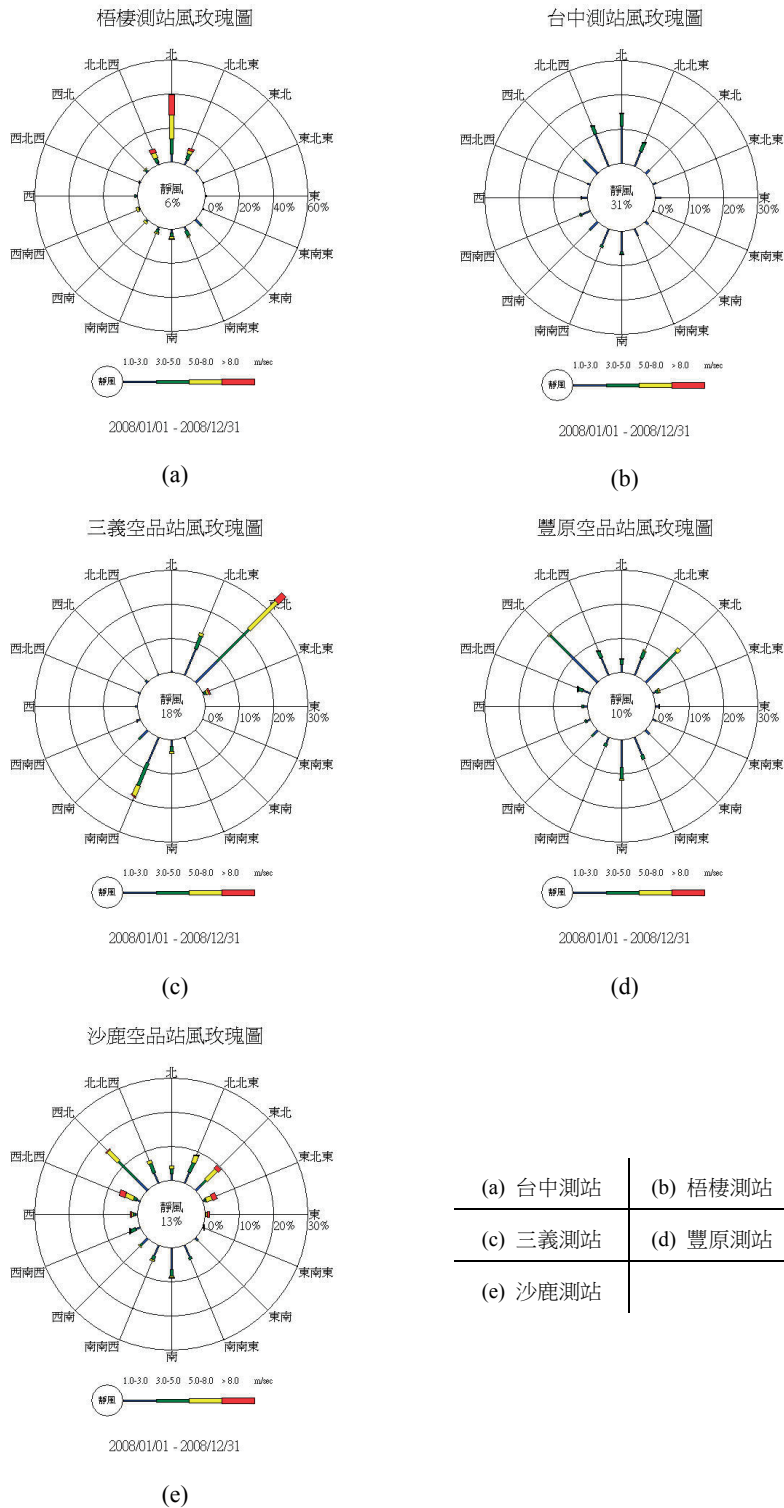 梧棲測站風玫瑰圖
北
北北東
東北
東北東
東
東南東
東南
南南東
南
南南西
西南
西南西
西
西北西
西北
北北西
靜風
6%
0% 20% 40% 60%
靜風 1.0-3.0 3.0-5.0 5.0-8.0 > 8.0 m/sec
2008/01/01 - 2008/12/31
(a)
台中測站風玫瑰圖
北
北北東
東北
東北東
東
東南東
東南
南南東
南
南南西
西南
西南西
西
西北西
西北
北北西
靜風
31%
0% 10% 20% 30%
靜風 1.0-3.0 3.0-5.0 5.0-8.0 > 8.0 m/sec
2008/01/01 - 2008/12/31
(b)
三義空品站風玫瑰圖
北
北北東
東北
東北東
東
東南東
東南
南南東
南
南南西
西南
西南西
西
西北西
西北
北北西
靜風
18%
0% 10% 20% 30%
靜風 1.0-3.0 3.0-5.0 5.0-8.0 > 8.0 m/sec
2008/01/01 - 2008/12/31
(c)
豐原空品站風玫瑰圖
北
北北東
東北
東北東
東
東南東
東南
南南東
南
南南西
西南
西南西
西
西北西
西北
北北西
靜風
10%
0% 10% 20% 30%
靜風 1.0-3.0 3.0-5.0 5.0-8.0 > 8.0 m/sec
2008/01/01 - 2008/12/31
(d)
沙鹿空品站風玫瑰圖
北
北北東
東北
東北東
東
東南東
東南
南南東
南
南南西
西南
西南西
西
西北西
西北
北北西
靜風
13%
0% 10% 20% 30%
靜風 1.0-3.0 3.0-5.0 5.0-8.0 > 8.0 m/sec
2008/01/01 - 2008/12/31
(e)
(a) 台中測站 (b) 梧棲測站
(c) 三義測站 (d) 豐原測站
(e) 沙鹿測站